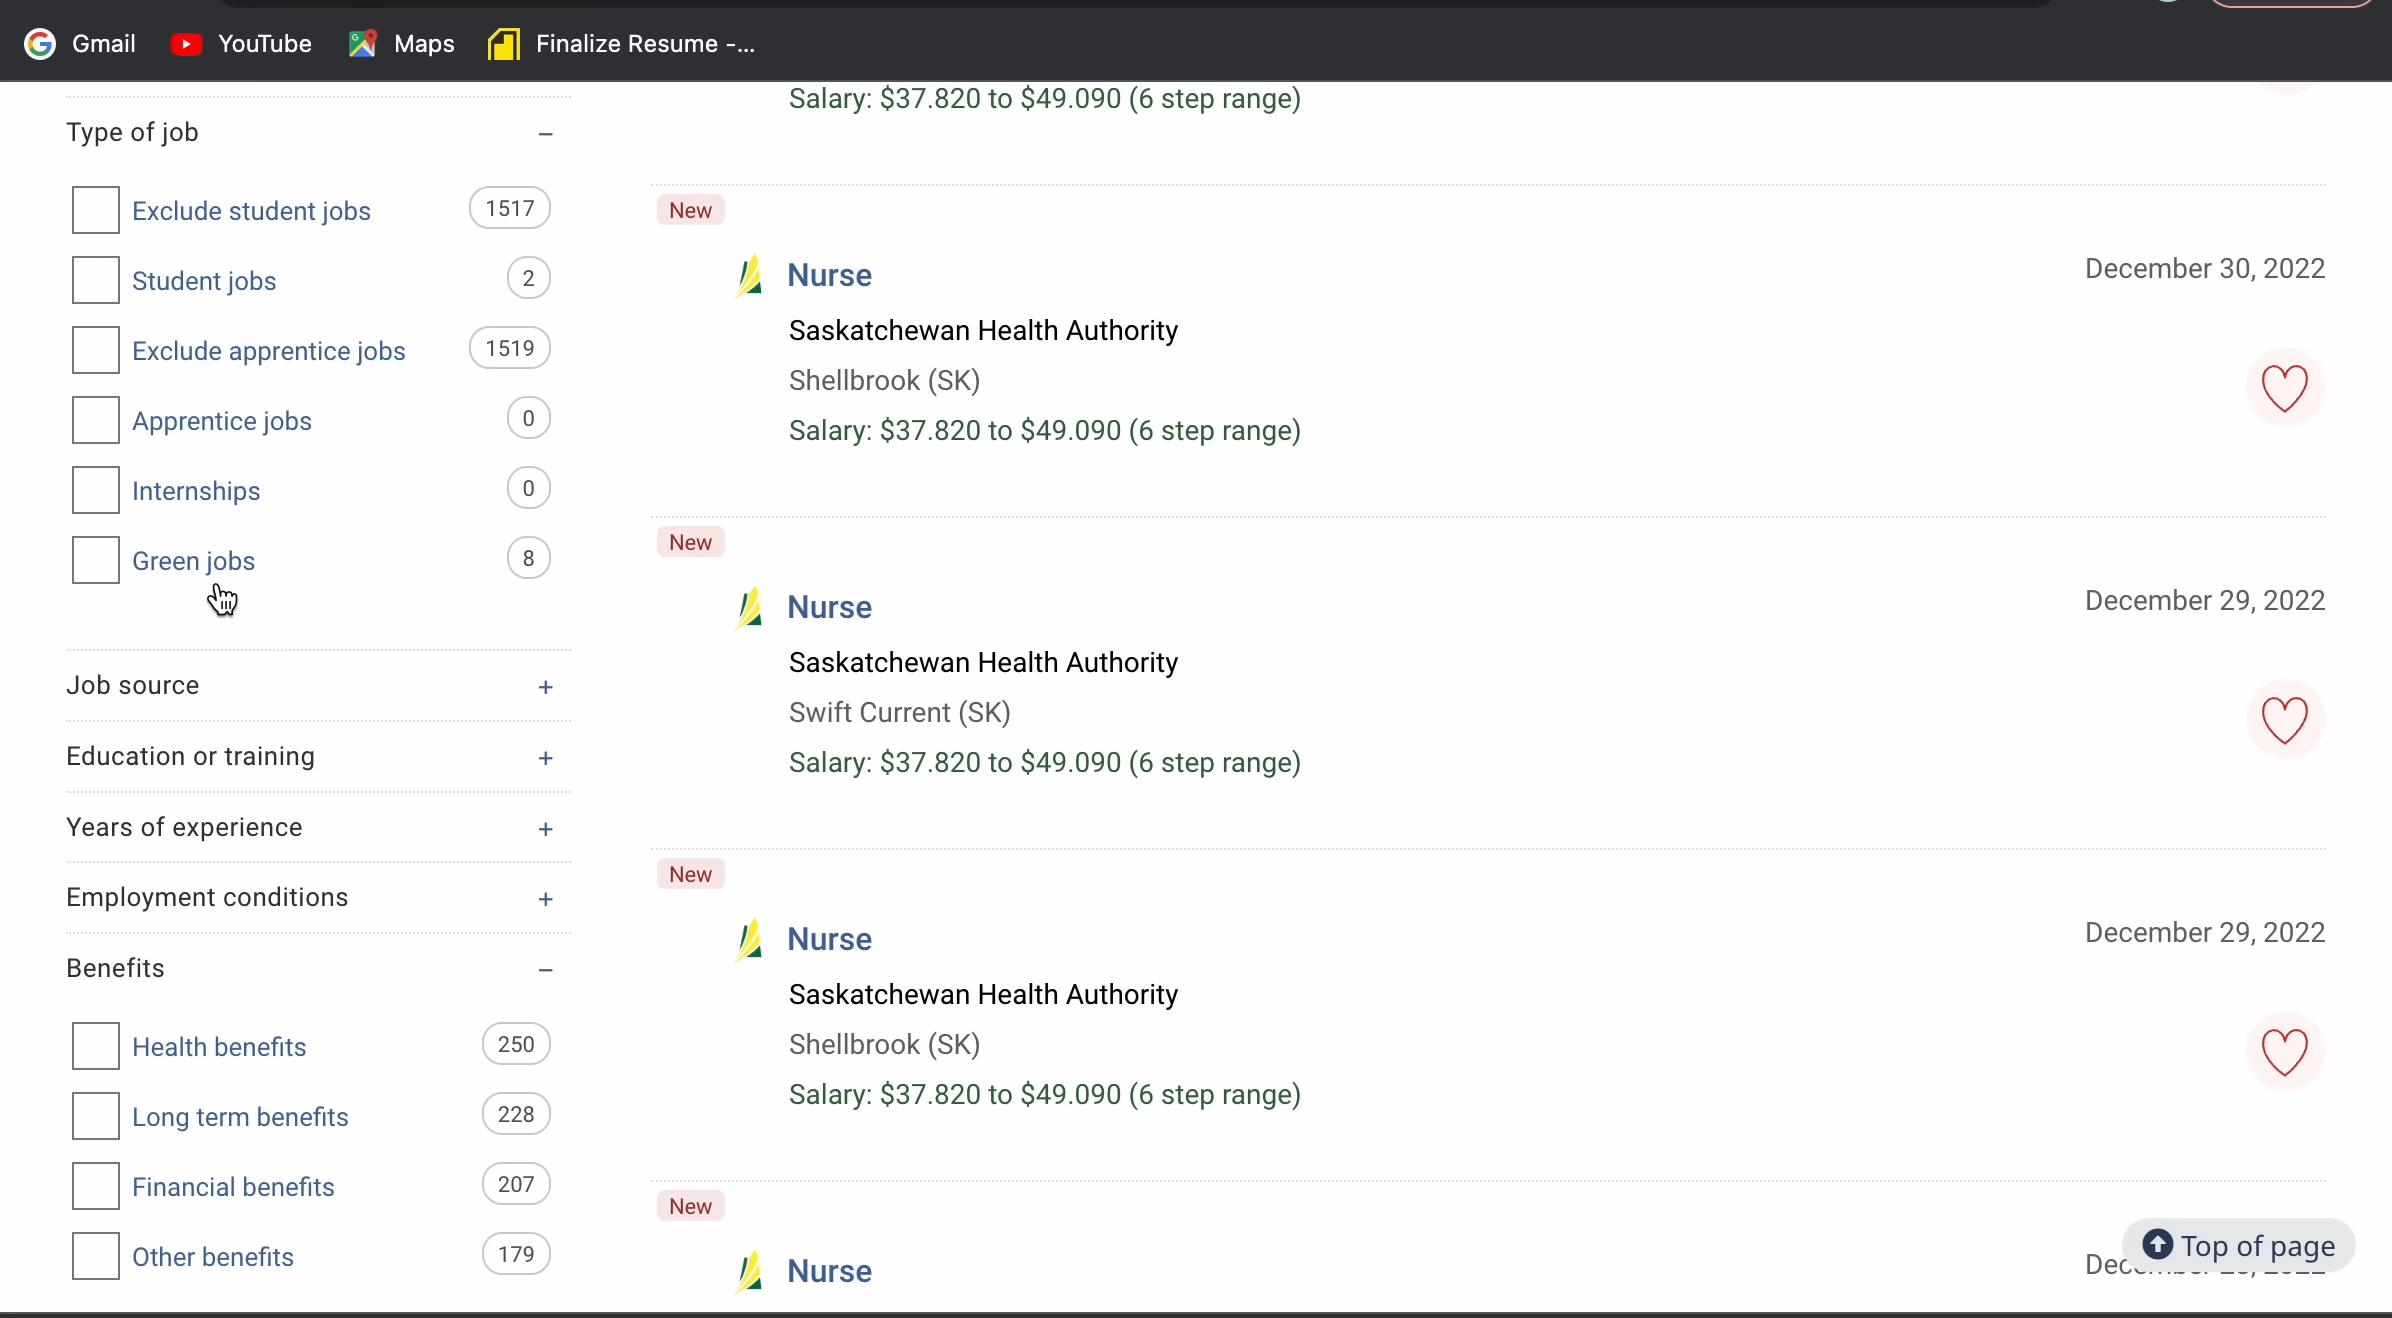 Gmail
YouTube
Maps
Finalize Resume -...
Type of job
Exclude student jobs 1517
Student jobs 2
Exclude apprentice jobs 1519
Apprentice jobs 0
Internships 0
Green jobs 8
Job source
Education or training
Years of experience
Employment conditions
Benefits
Health benefits 250
Long term benefits 228
Financial benefits 207
Other benefits 179
Salary: $37.820 to $49.090 (6 step range)
New
Nurse
December 30, 2022
Saskatchewan Health Authority
Shellbrook (SK)
Salary: $37.820 to $49.090 (6 step range)
New
Nurse
December 29, 2022
Saskatchewan Health Authority
Swift Current (SK)
Salary: $37.820 to $49.090 (6 step range)
New
Nurse
December 29, 2022
Saskatchewan Health Authority
Shellbrook (SK)
Salary: $37.820 to $49.090 (6 step range)
New
Nurse
Top of page